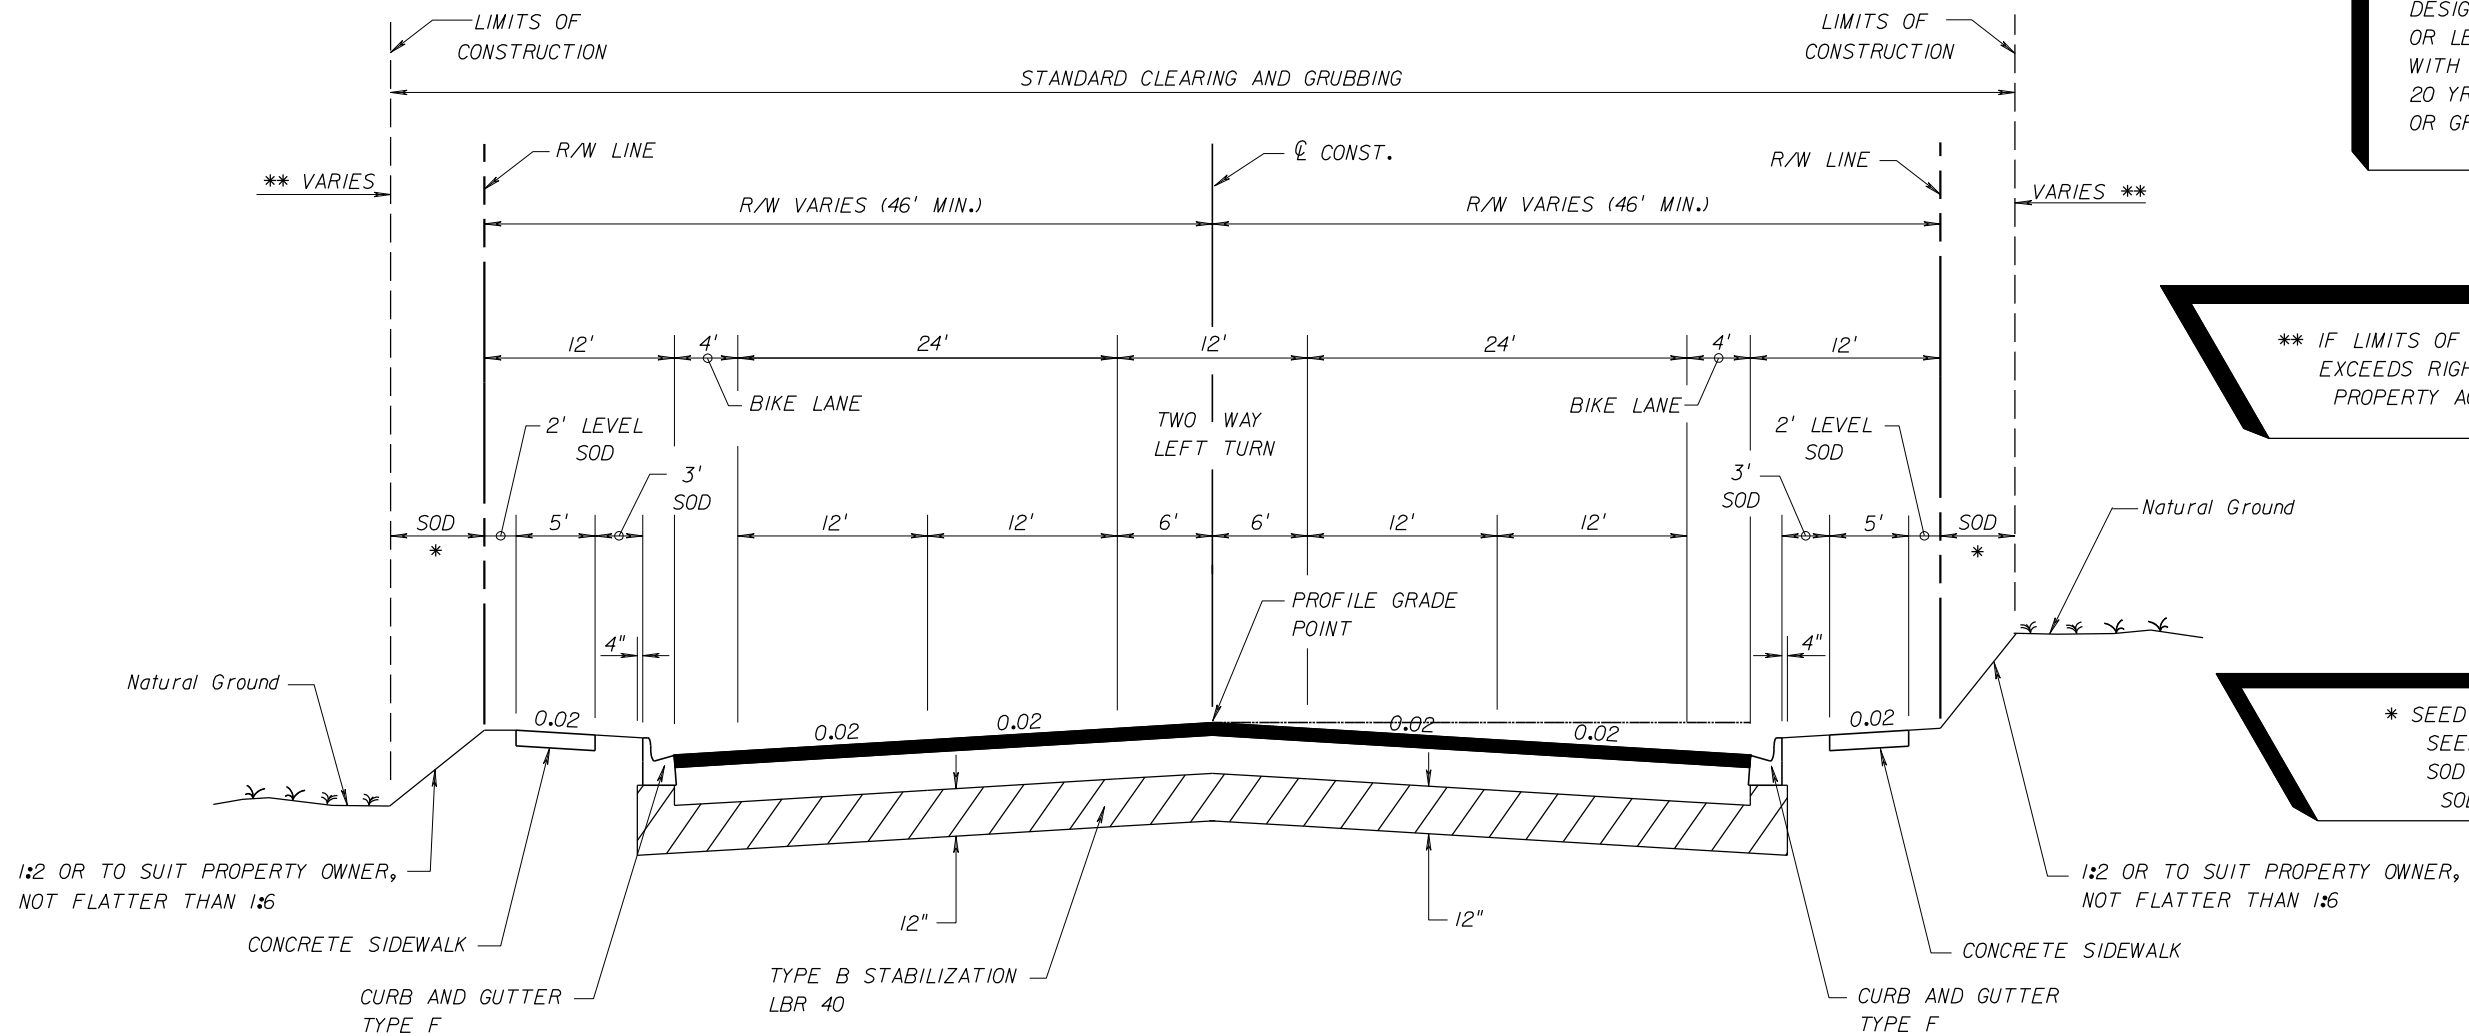 LIMITS OF
CONSTRUCTION
LIMITS OF
CONSTRUCTION
STANDARD CLEARING AND GRUBBING
DESIG
OR LE
WITH
20 YR
OR GR
R/W LINE
℄ CONST.
R/W LINE
** VARIES
VARIES **
R/W VARIES (46' MIN.)
R/W VARIES (46' MIN.)
12'
4'
24'
12'
24'
4'
12'
** IF LIMITS OF
EXCEEDS RIGH
PROPERTY AC
BIKE LANE
BIKE LANE
TWO WAY
LEFT TURN
2' LEVEL
SOD
2' LEVEL
SOD
3'
SOD
3'
SOD
Natural Ground
SOD
*
5'
12'
12'
6'
6'
12'
12'
5'
SOD
*
PROFILE GRADE
POINT
4"
4"
Natural Ground
0.02
0.02
0.02
0.02
0.02
0.02
* SEED
SEE
SOD
SOD
1:2 OR TO SUIT PROPERTY OWNER,
NOT FLATTER THAN 1:6
1:2 OR TO SUIT PROPERTY OWNER,
NOT FLATTER THAN 1:6
12"
12"
CONCRETE SIDEWALK
CONCRETE SIDEWALK
TYPE B STABILIZATION
LBR 40
CURB AND GUTTER
TYPE F
CURB AND GUTTER
TYPE F